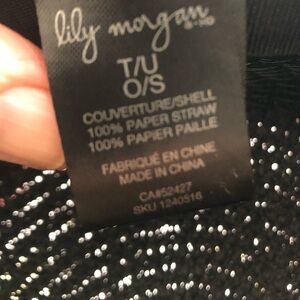 lily morgan
T/U
O/S
COUVERTURE/SHELL
100% PAPER STRAW
100% PAPIER PAILLE
FABRIQUÉ EN CHINE
MADE IN CHINA
CA#52427
SKU 1240516